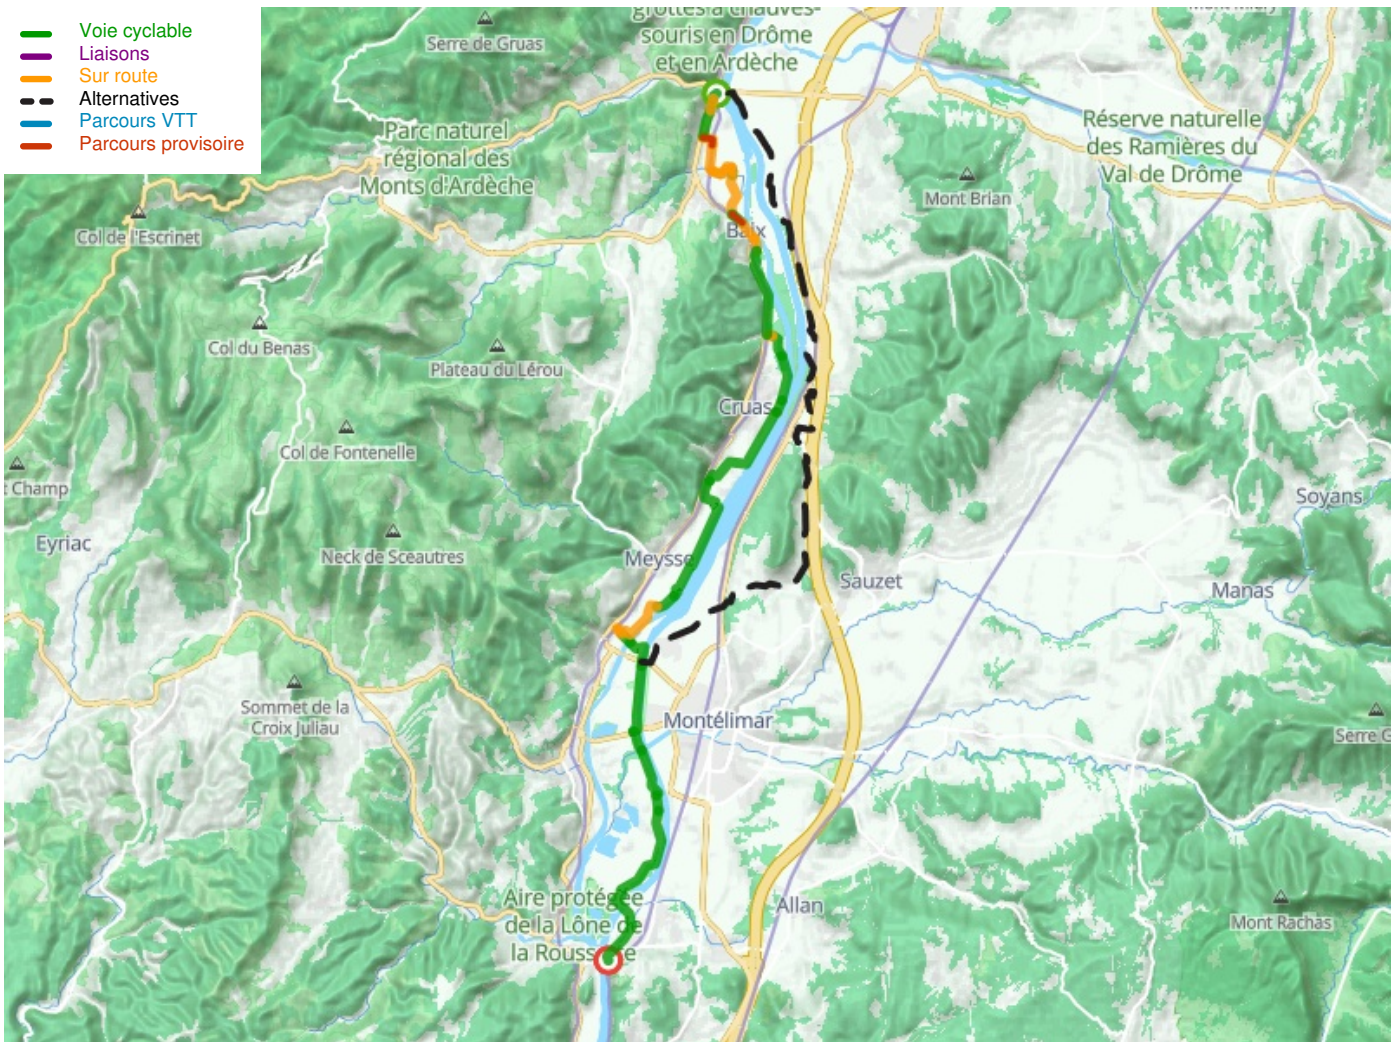 Voie cyclable
Liaisons
Sur route
Alternatives
Parcours VTT
Parcours provisoire
grottes à chauves-
souris en Drôme
et en Ardèche
Serre de Gruas
Parc naturel
régional des
Monts d'Ardèche
Réserve naturelle
des Ramières du
Val de Drôme
Mont Brian
Col de l'Escrinet
Baix
Col du Benas
Plateau du Lérou
Cruas
Col de Fontenelle
t Champ
Soyans
Eyriac
Neck de Sceautres
Meysse
Sauzet
Manas
Sommet de la
Croix Juliau
Montélimar
Serre G
Aire protégée
de la Lône de
la Rouss e
Allan
Mont Rachas